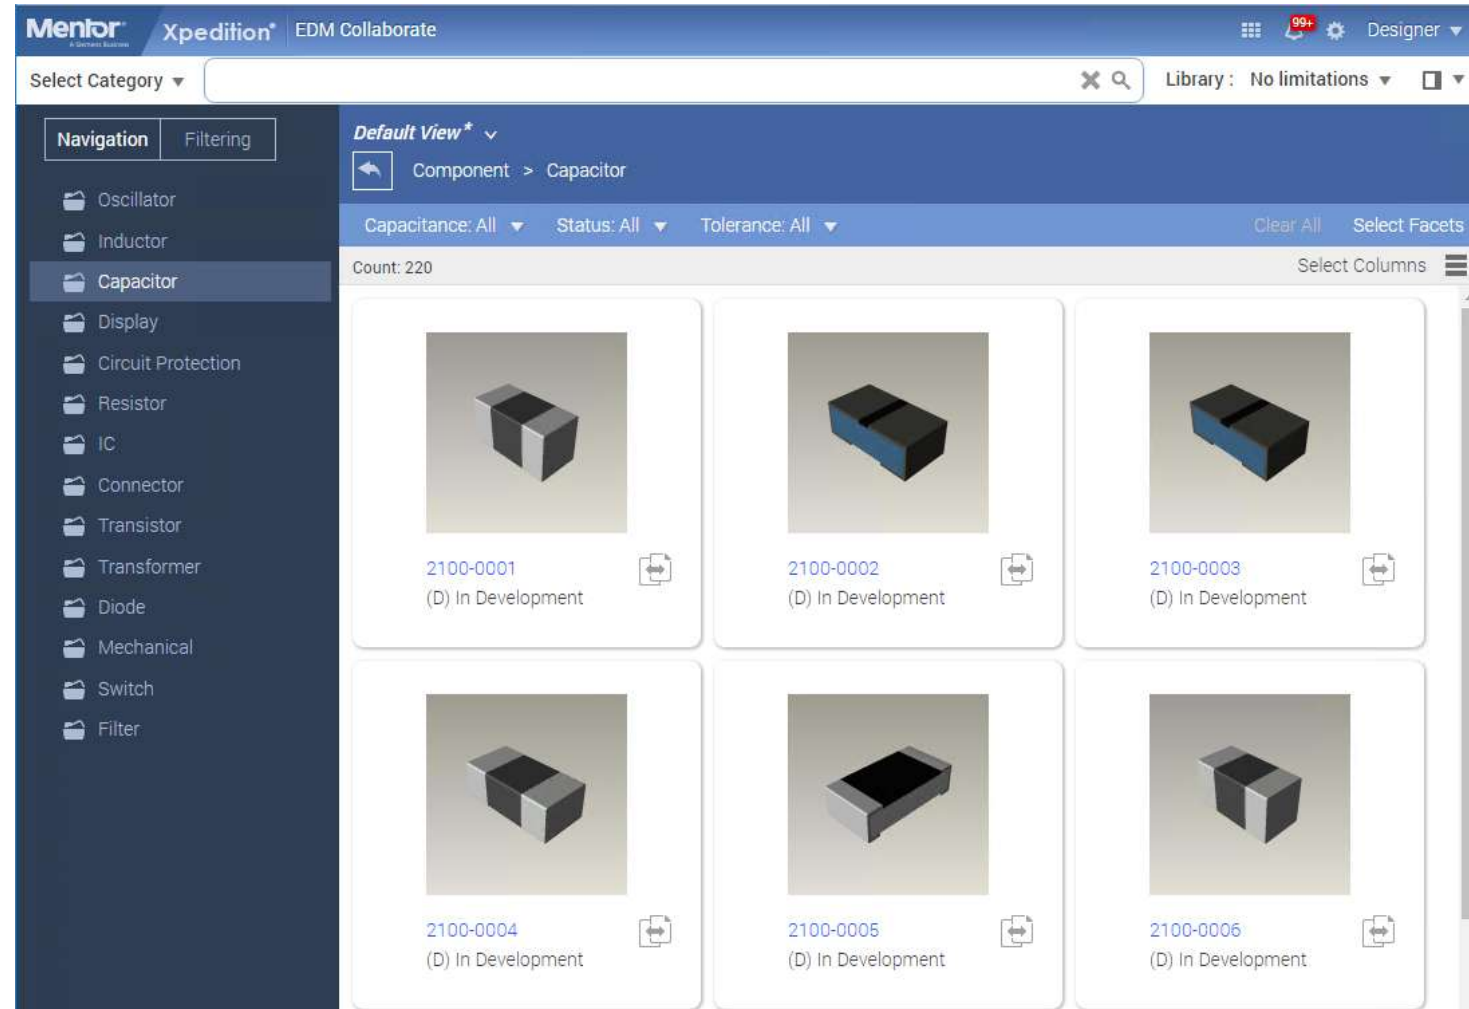 Mentor Xpedition® EDM Collaborate 99+ Designer
A Siemens Business
Select Category Library : No limitations
Navigation Filtering
Oscillator
Inductor
Capacitor
Display
Circuit Protection
Resistor
IC
Connector
Transistor
Transformer
Diode
Mechanical
Switch
Filter
Default View*
Component > Capacitor
Capacitance: All Status: All Tolerance: All Clear All Select Facets
Count: 220 Select Columns
2100-0001
(D) In Development
2100-0002
(D) In Development
2100-0003
(D) In Development
2100-0004
(D) In Development
2100-0005
(D) In Development
2100-0006
(D) In Development